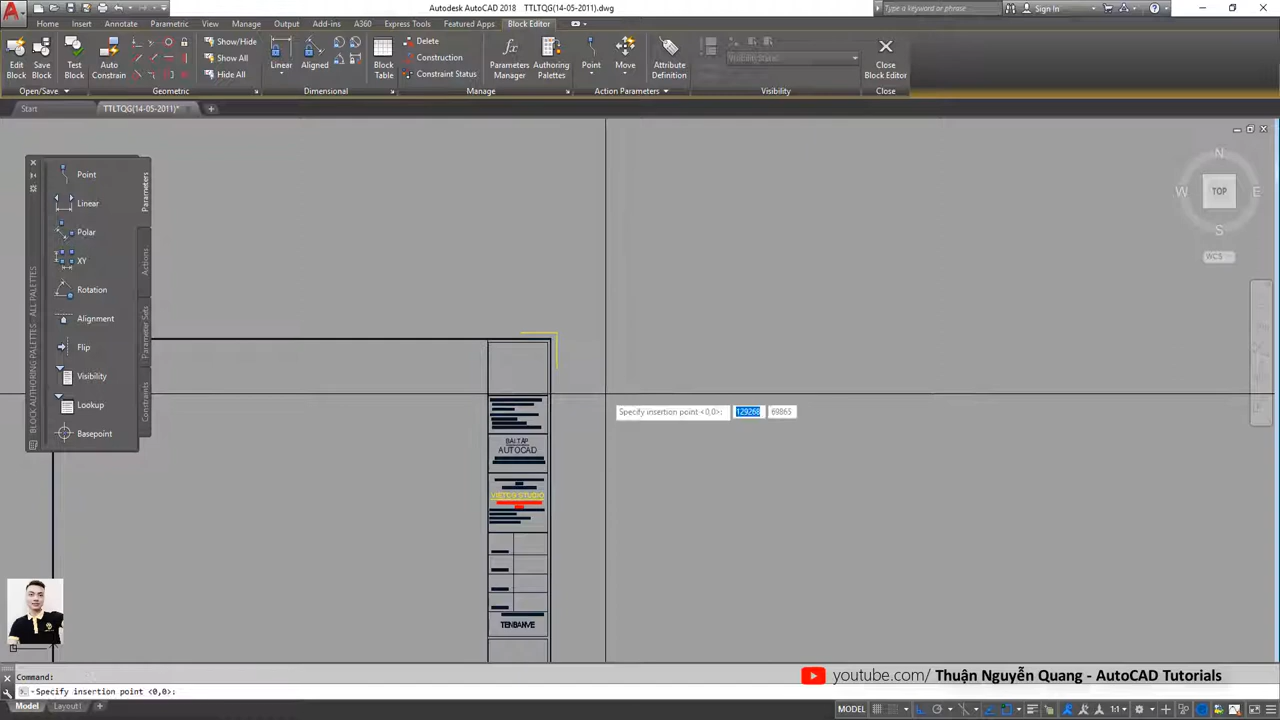 Autodesk AutoCAD 2018 TTLTQG(14-05-2011).dwg
Type a keyword or phrase
Sign In
Home Insert Annotate Parametric View Manage Output Add-ins A360 Express Tools Featured Apps Block Editor
Edit Block
Save Block
Test Block
Auto Constrain
Show/Hide
Show All
Hide All
Linear
Aligned
Block Table
Delete
Construction
Constraint Status
Parameters Manager
Authoring Palettes
Point
Move
Attribute Definition
Visibility State
Close Block Editor
Open/Save Geometric Dimensional Manage Action Parameters Visibility Close
Start TTLTQG(14-05-2011)*
Point
Linear
Polar
XY
Rotation
Alignment
Flip
Visibility
Lookup
Basepoint
Parameters
Actions
Parameter Sets
Constraints
BLOCK AUTHORING PALETTES - ALL PALETTES
N
W TOP E
S
WCS
Specify insertion point <0,0>: 129268 69865
BAI TAP
AUTOCAD
VIETCS STUDIO
TENBANVE
Command:
Specify insertion point <0,0>:
youtube.com/ Thuận Nguyễn Quang - AutoCAD Tutorials
Model Layout1 +
MODEL 1:1